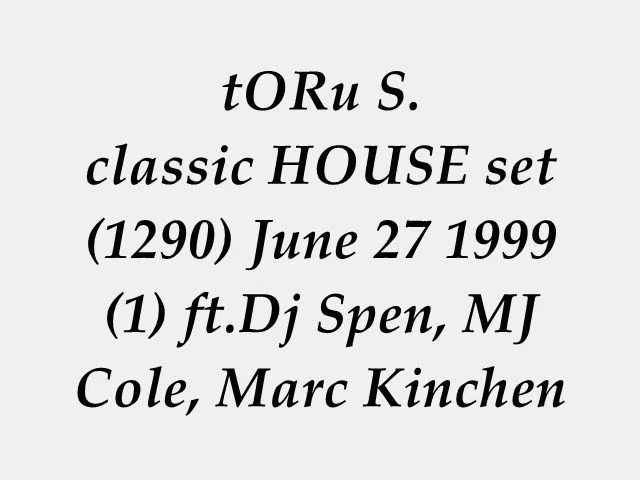 tORu S.
classic HOUSE set
(1290) June 27 1999
(1) ft.Dj Spen, MJ
Cole, Marc Kinchen